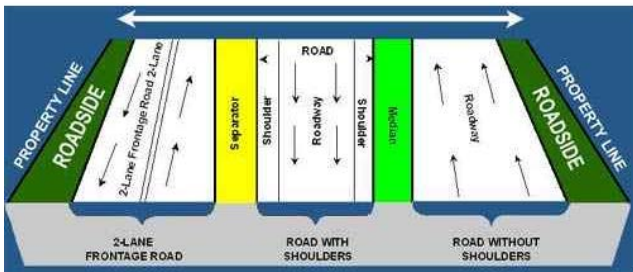 PROPERTY LINE
ROADSIDE
2-Lane Frontage Road 2-Lane
Separator
ROAD
Shoulder
Roadway
Shoulder
Median
Roadway
ROADSIDE
PROPERTY LINE
2-LANE
FRONTAGE ROAD
ROAD WITH
SHOULDERS
ROAD WITHOUT
SHOULDERS